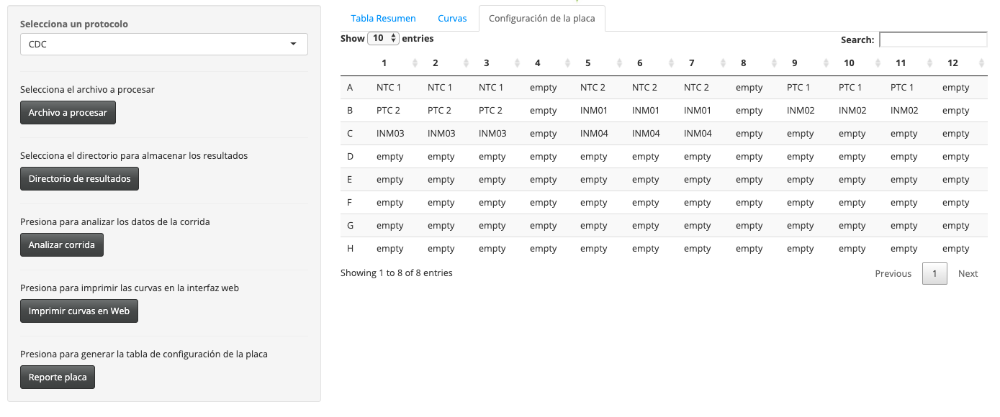 Selecciona un protocolo
CDC
Selecciona el archivo a procesar
Archivo a procesar
Selecciona el directorio para almacenar los resultados
Directorio de resultados
Presiona para analizar los datos de la corrida
Analizar corrida
Presiona para imprimir las curvas en la interfaz web
Imprimir curvas en Web
Presiona para generar la tabla de configuración de la placa
Reporte placa
Tabla Resumen Curvas Configuración de la placa
Show 10 entries Search:
1 2 3 4 5 6 7 8 9 10 11 12
A NTC 1 NTC 1 NTC 1 empty NTC 2 NTC 2 NTC 2 empty PTC 1 PTC 1 PTC 1 empty
B PTC 2 PTC 2 PTC 2 empty INM01 INM01 INM01 empty INM02 INM02 INM02 empty
C INM03 INM03 INM03 empty INM04 INM04 INM04 empty empty empty empty empty
D empty empty empty empty empty empty empty empty empty empty empty empty
E empty empty empty empty empty empty empty empty empty empty empty empty
F empty empty empty empty empty empty empty empty empty empty empty empty
G empty empty empty empty empty empty empty empty empty empty empty empty
H empty empty empty empty empty empty empty empty empty empty empty empty
Showing 1 to 8 of 8 entries Previous 1 Next